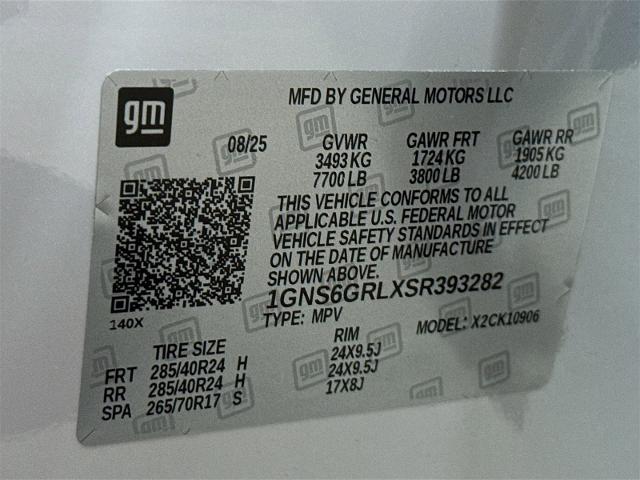 gm
MFD BY GENERAL MOTORS LLC
08/25 GVWR GAWR FRT GAWR RR
3493 KG 1724 KG 1905 KG
7700 LB 3800 LB 4200 LB
THIS VEHICLE CONFORMS TO ALL
APPLICABLE U.S. FEDERAL MOTOR
VEHICLE SAFETY STANDARDS IN EFFECT
ON THE DATE OF MANUFACTURE
SHOWN ABOVE.
1GNS6GRLXSR393282
TYPE: MPV MODEL: X2CK10906
140X
TIRE SIZE RIM
FRT 285/40R24 H 24X9.5J
RR 285/40R24 H 24X9.5J
SPA 265/70R17 S 17X8J